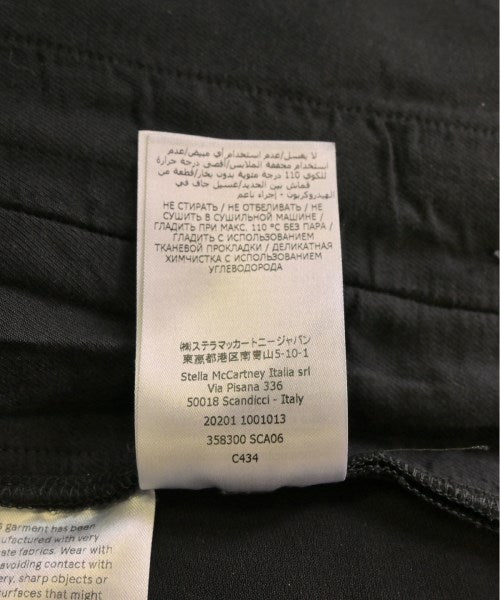 لا يغسل/عدم استخدام أي مبيض/عدم
استخدام مجففة الملابس/أقصى درجة حرارة
للكوي 110 درجة مئوية بدون بخار/قطعة من
قماش بين الحديد/غسيل جاف في
الهيدروكربون - إجراء ناعم
НЕ СТИРАТЬ / НЕ ОТБЕЛИВАТЬ / НЕ
СУШИТЬ В СУШИЛЬНОЙ МАШИНЕ /
ГЛАДИТЬ ПРИ МАКС. 110 °C БЕЗ ПАРА /
ГЛАДИТЬ С ИСПОЛЬЗОВАНИЕМ
ТКАНЕВОЙ ПРОКЛАДКИ / ДЕЛИКАТНАЯ
ХИМЧИСТКА С ИСПОЛЬЗОВАНИЕМ
УГЛЕВОДОРОДА
㈱ステラマッカートニージャパン
東京都港区南青山5-10-1
Stella McCartney Italia srl
Via Pisana 336
50018 Scandicci - Italy
20201 1001013
358300 SCA06
C434
garment has been
ufactured with very
ate fabrics. Wear with
avoiding contact with
ery, sharp objects or
surfaces that might